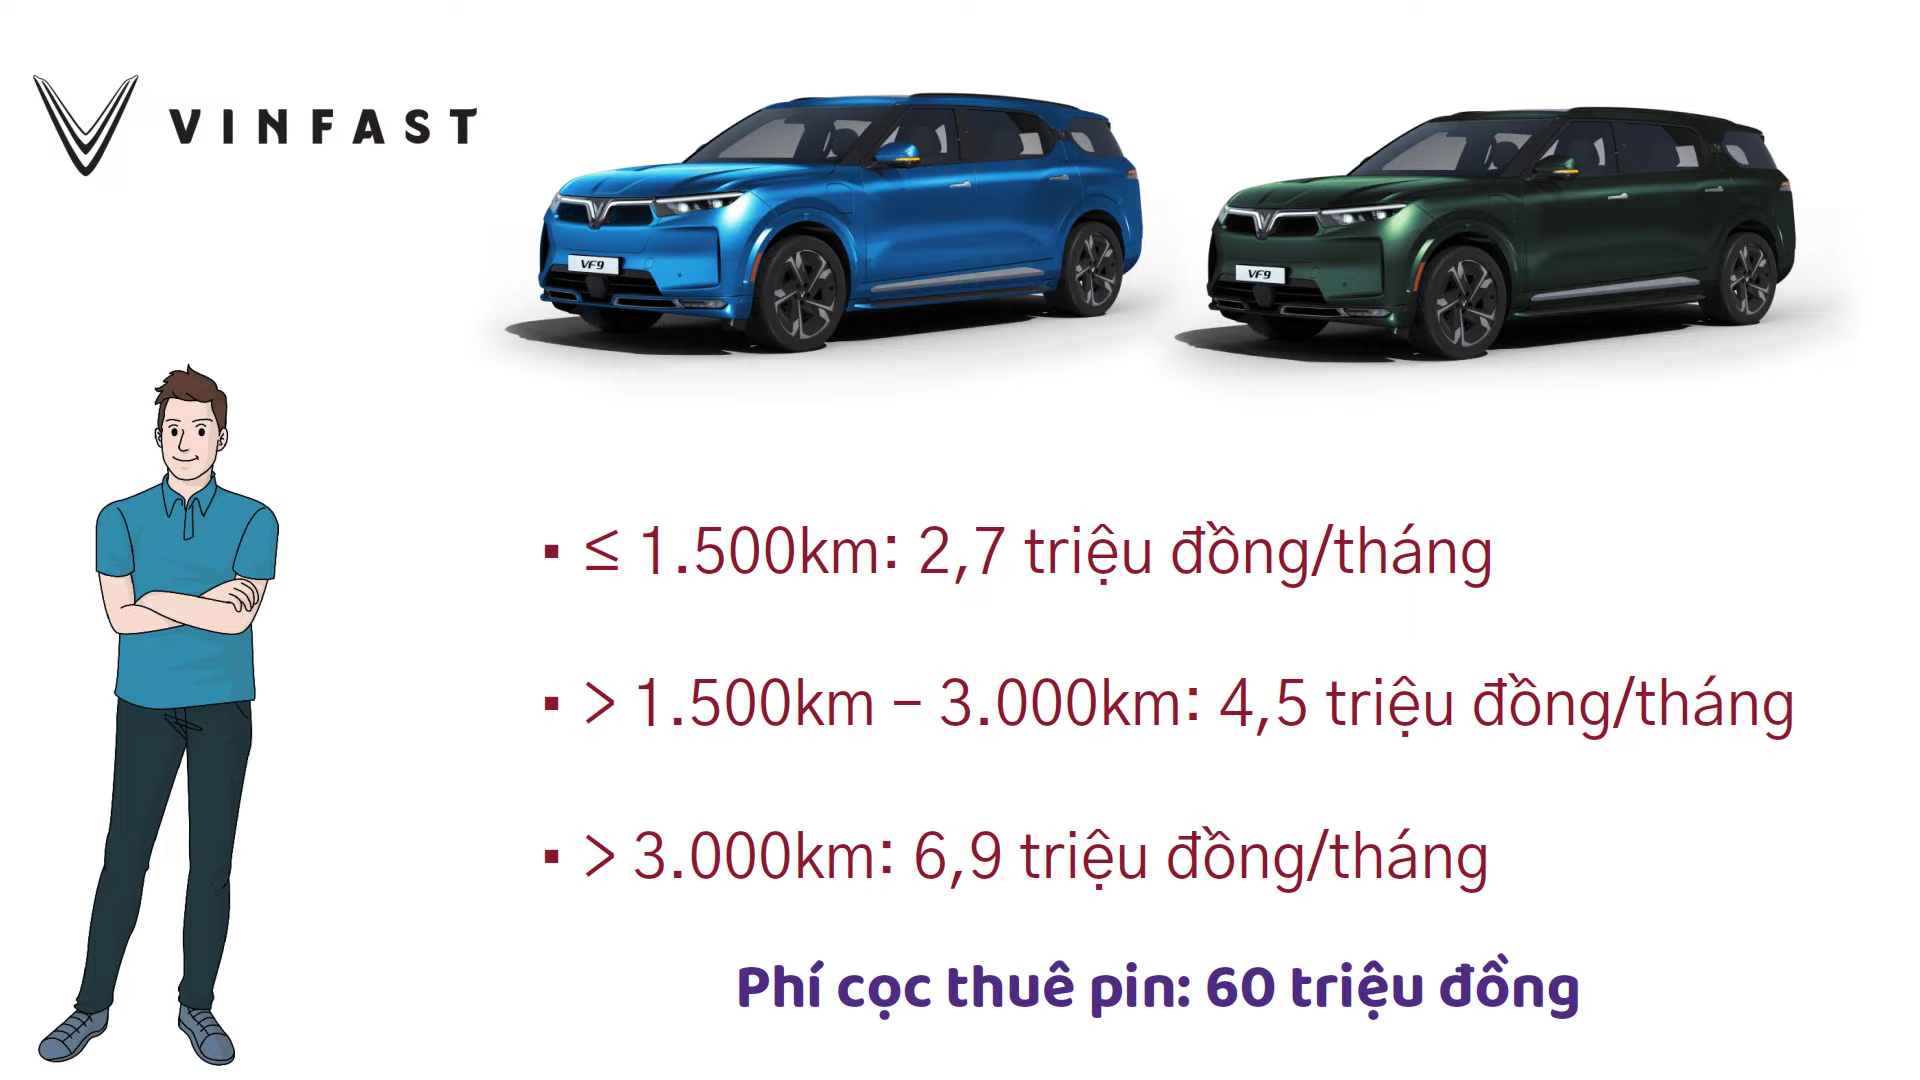 VINFAST
VF9
VF9
▪ ≤ 1.500km: 2,7 triệu đồng/tháng
▪ > 1.500km – 3.000km: 4,5 triệu đồng/tháng
▪ > 3.000km: 6,9 triệu đồng/tháng
Phí cọc thuê pin: 60 triệu đồng